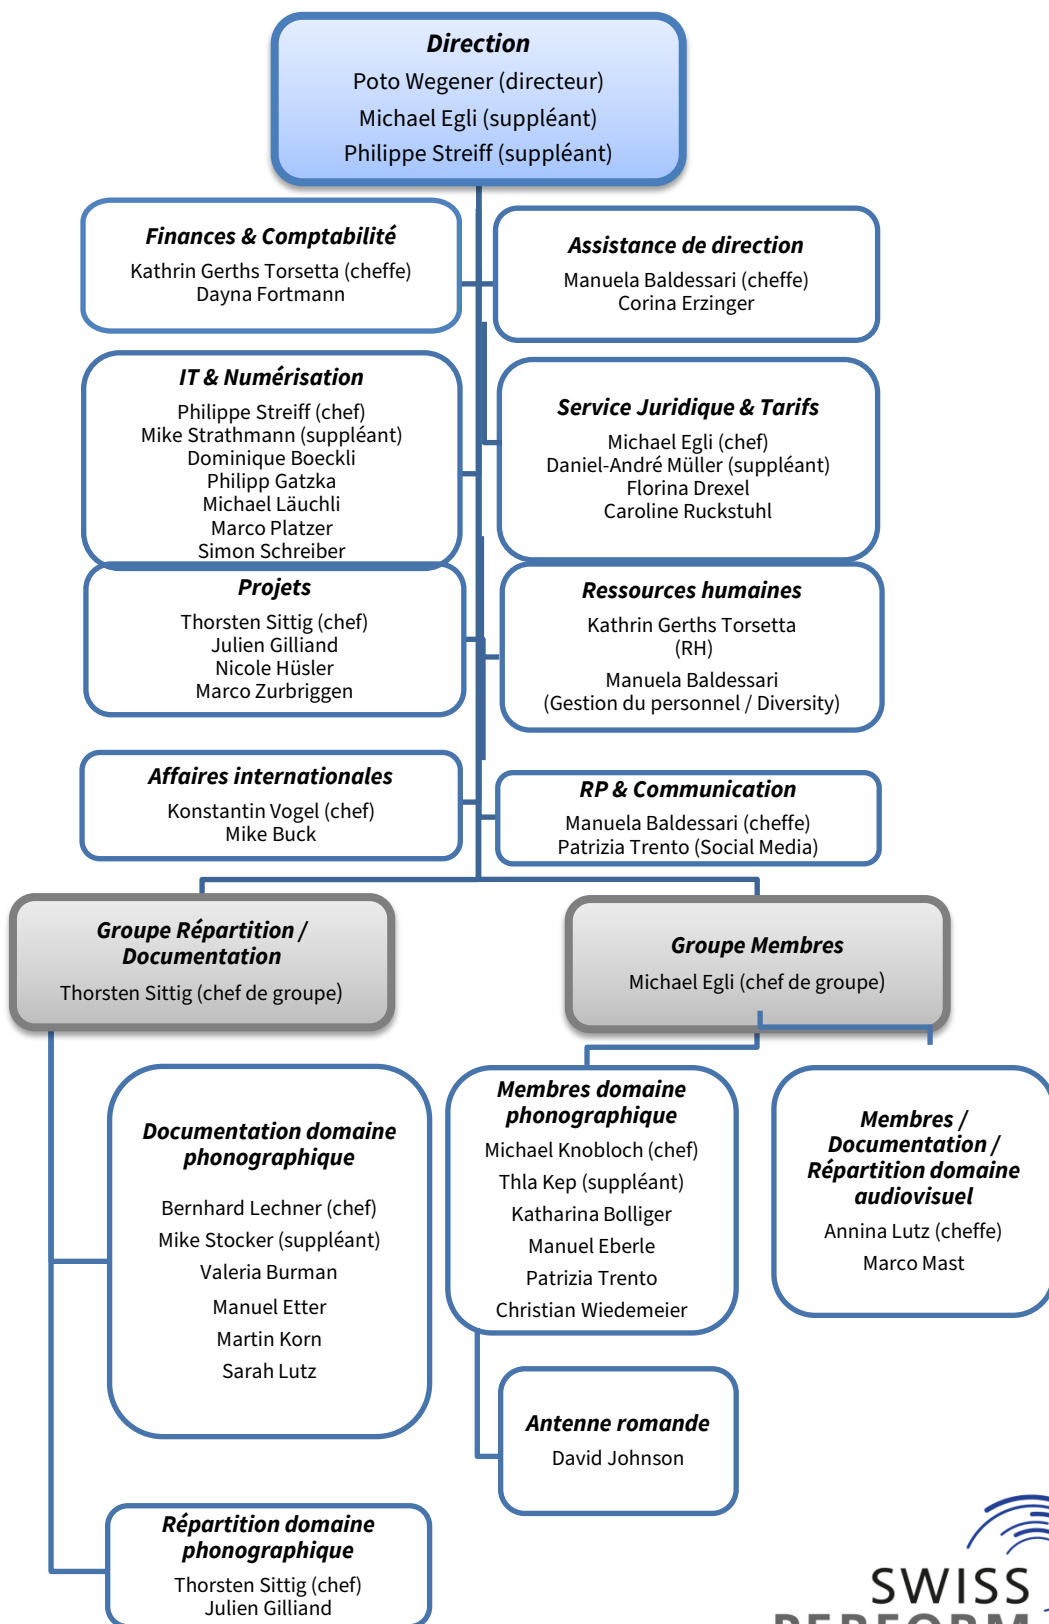 Direction
Poto Wegener (directeur)
Michael Egli (suppléant)
Philippe Streiff (suppléant)
Finances & Comptabilité
Kathrin Gerths Torsetta (cheffe)
Dayna Fortmann
Assistance de direction
Manuela Baldessari (cheffe)
Corina Erzinger
IT & Numérisation
Philippe Streiff (chef)
Mike Strathmann (suppléant)
Dominique Boeckli
Philipp Gatzka
Michael Läuchli
Marco Platzer
Simon Schreiber
Service Juridique & Tarifs
Michael Egli (chef)
Daniel-André Müller (suppléant)
Florina Drexel
Caroline Ruckstuhl
Projets
Thorsten Sittig (chef)
Julien Gilliand
Nicole Hüsler
Marco Zurbriggen
Ressources humaines
Kathrin Gerths Torsetta
(RH)
Manuela Baldessari
(Gestion du personnel / Diversity)
Affaires internationales
Konstantin Vogel (chef)
Mike Buck
RP & Communication
Manuela Baldessari (cheffe)
Patrizia Trento (Social Media)
Groupe Répartition /
Documentation
Thorsten Sittig (chef de groupe)
Groupe Membres
Michael Egli (chef de groupe)
Documentation domaine
phonographique
Bernhard Lechner (chef)
Mike Stocker (suppléant)
Valeria Burman
Manuel Etter
Martin Korn
Sarah Lutz
Membres domaine
phonographique
Michael Knobloch (chef)
Thla Kep (suppléant)
Katharina Bolliger
Manuel Eberle
Patrizia Trento
Christian Wiedemeier
Membres /
Documentation /
Répartition domaine
audiovisuel
Annina Lutz (cheffe)
Marco Mast
Antenne romande
David Johnson
Répartition domaine
phonographique
Thorsten Sittig (chef)
Julien Gilliand
SWISS
PERFORM